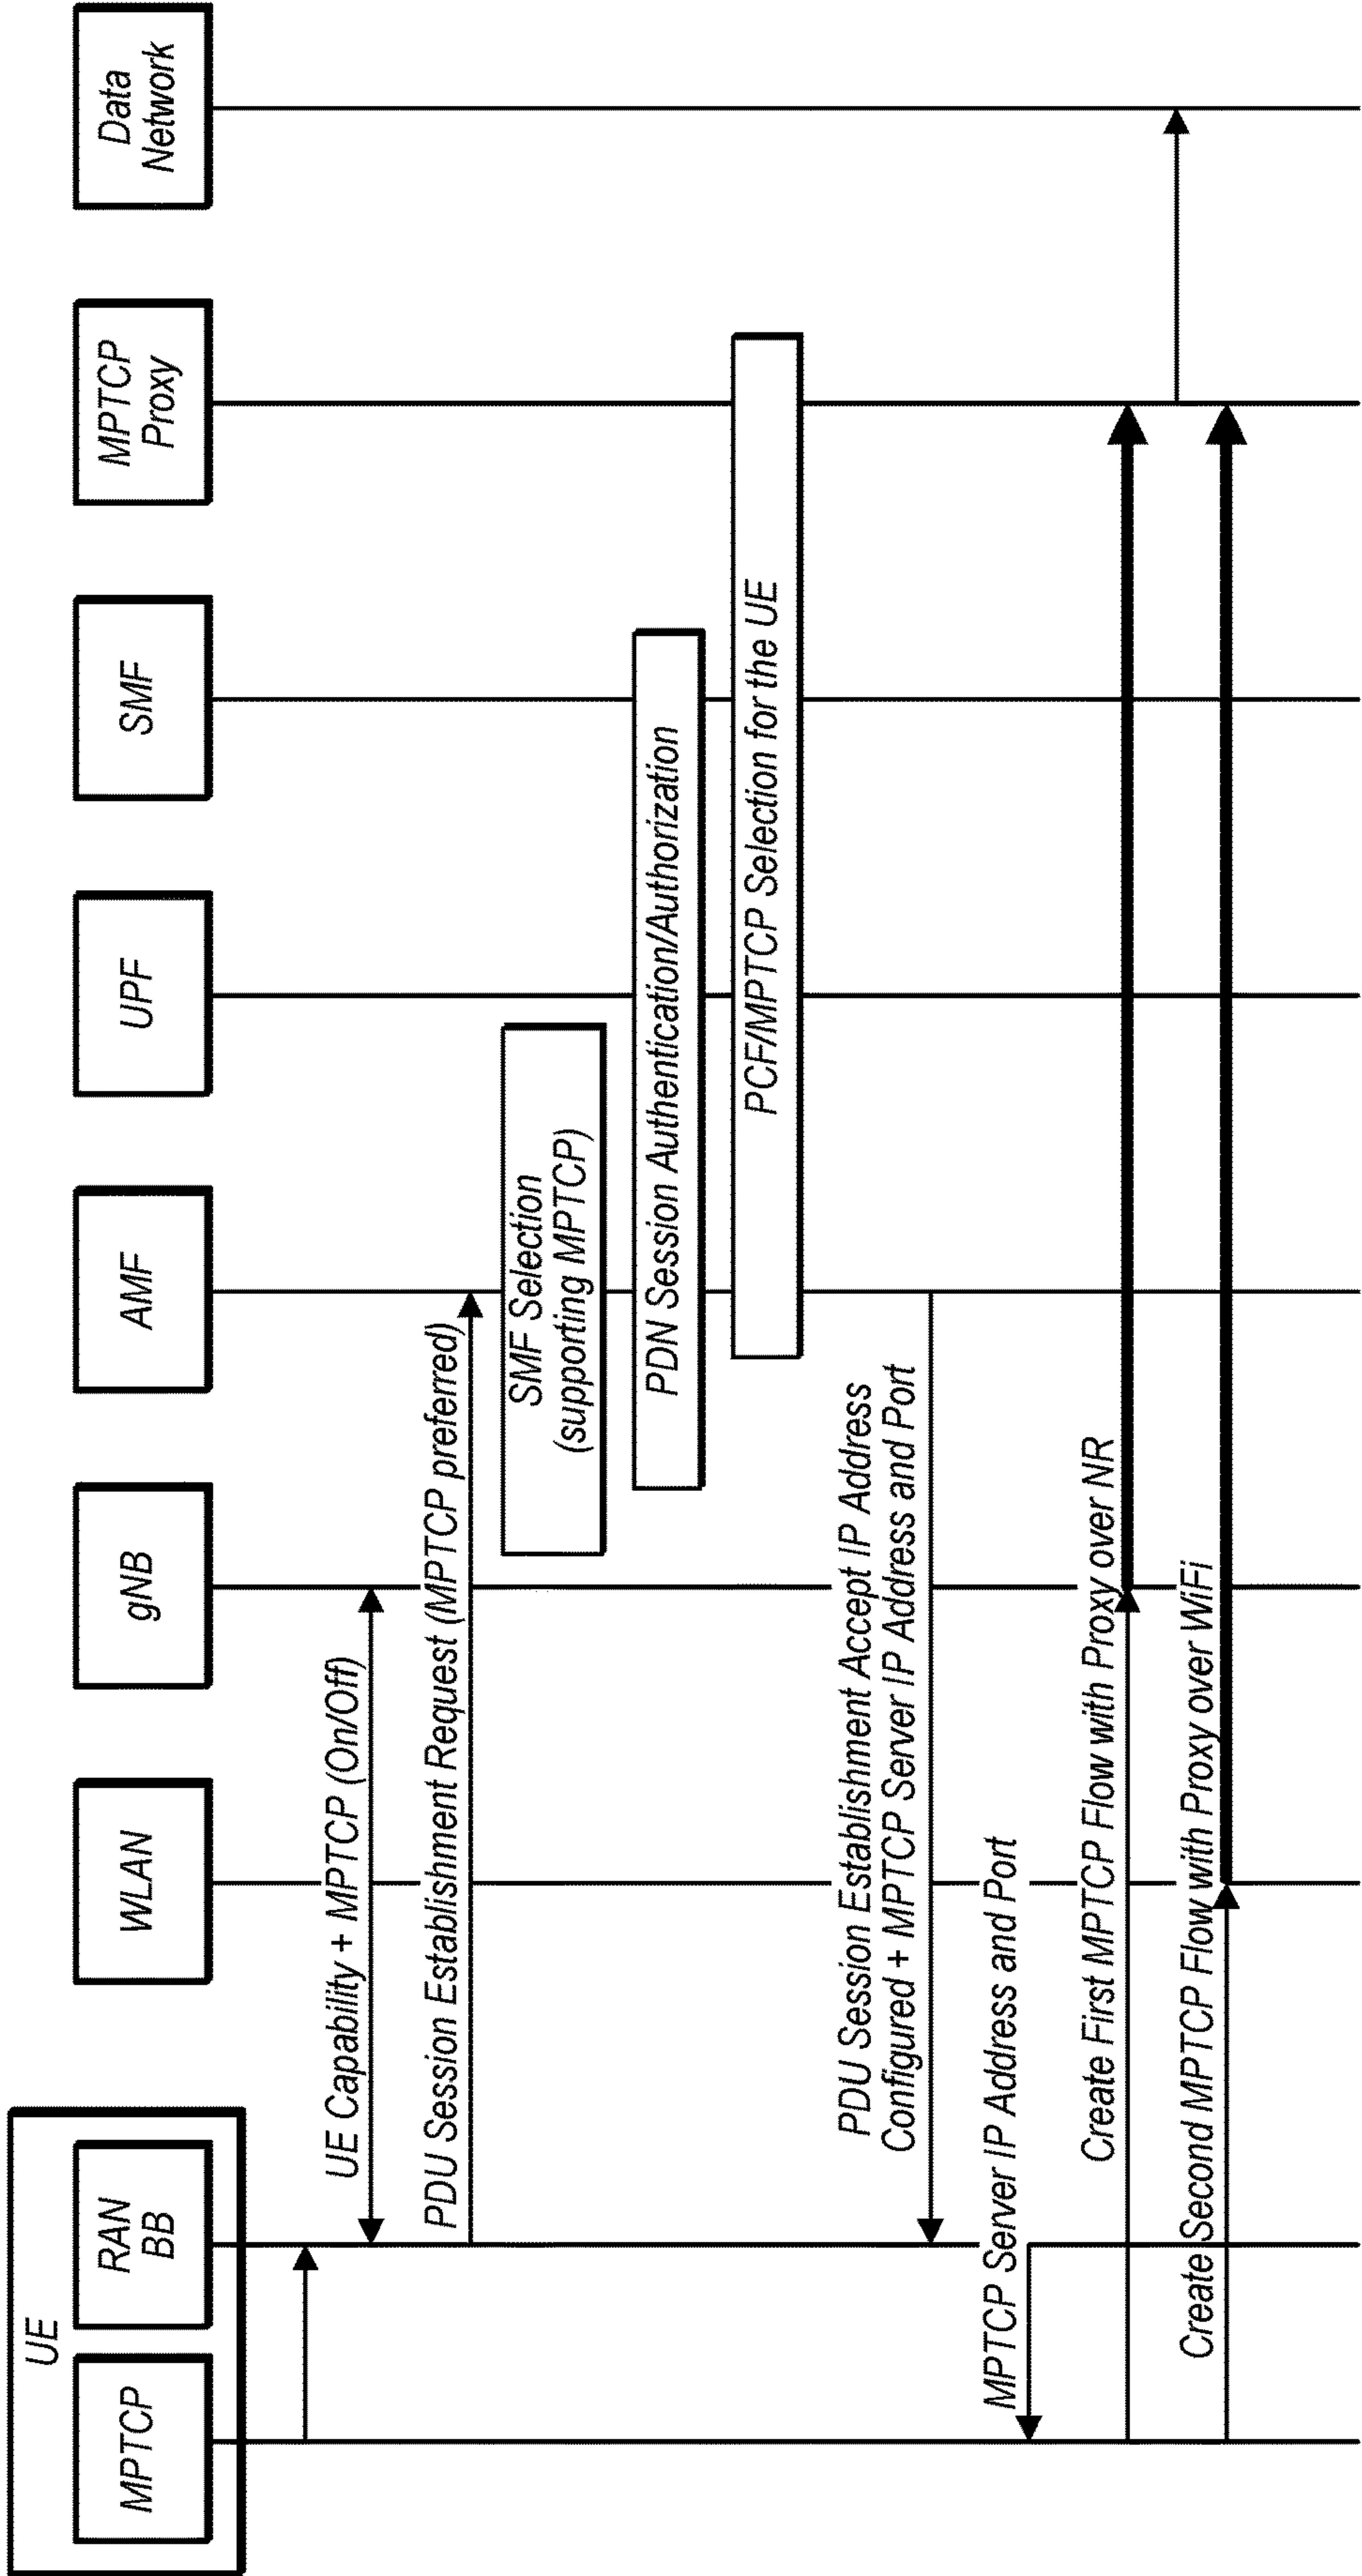 UE
MPTCP
RAN
BB
WLAN
gNB
AMF
UPF
SMF
MPTCP
Proxy
Data
Network
UE Capability + MPTCP (On/Off)
PDU Session Establishment Request (MPTCP preferred)
SMF Selection
(supporting MPTCP)
PDN Session Authentication/Authorization
PCF/MPTCP Selection for the UE
PDU Session Establishment Accept IP Address
Configured + MPTCP Server IP Address and Port
MPTCP Server IP Address and Port
Create First MPTCP Flow with Proxy over NR
Create Second MPTCP Flow with Proxy over WiFi